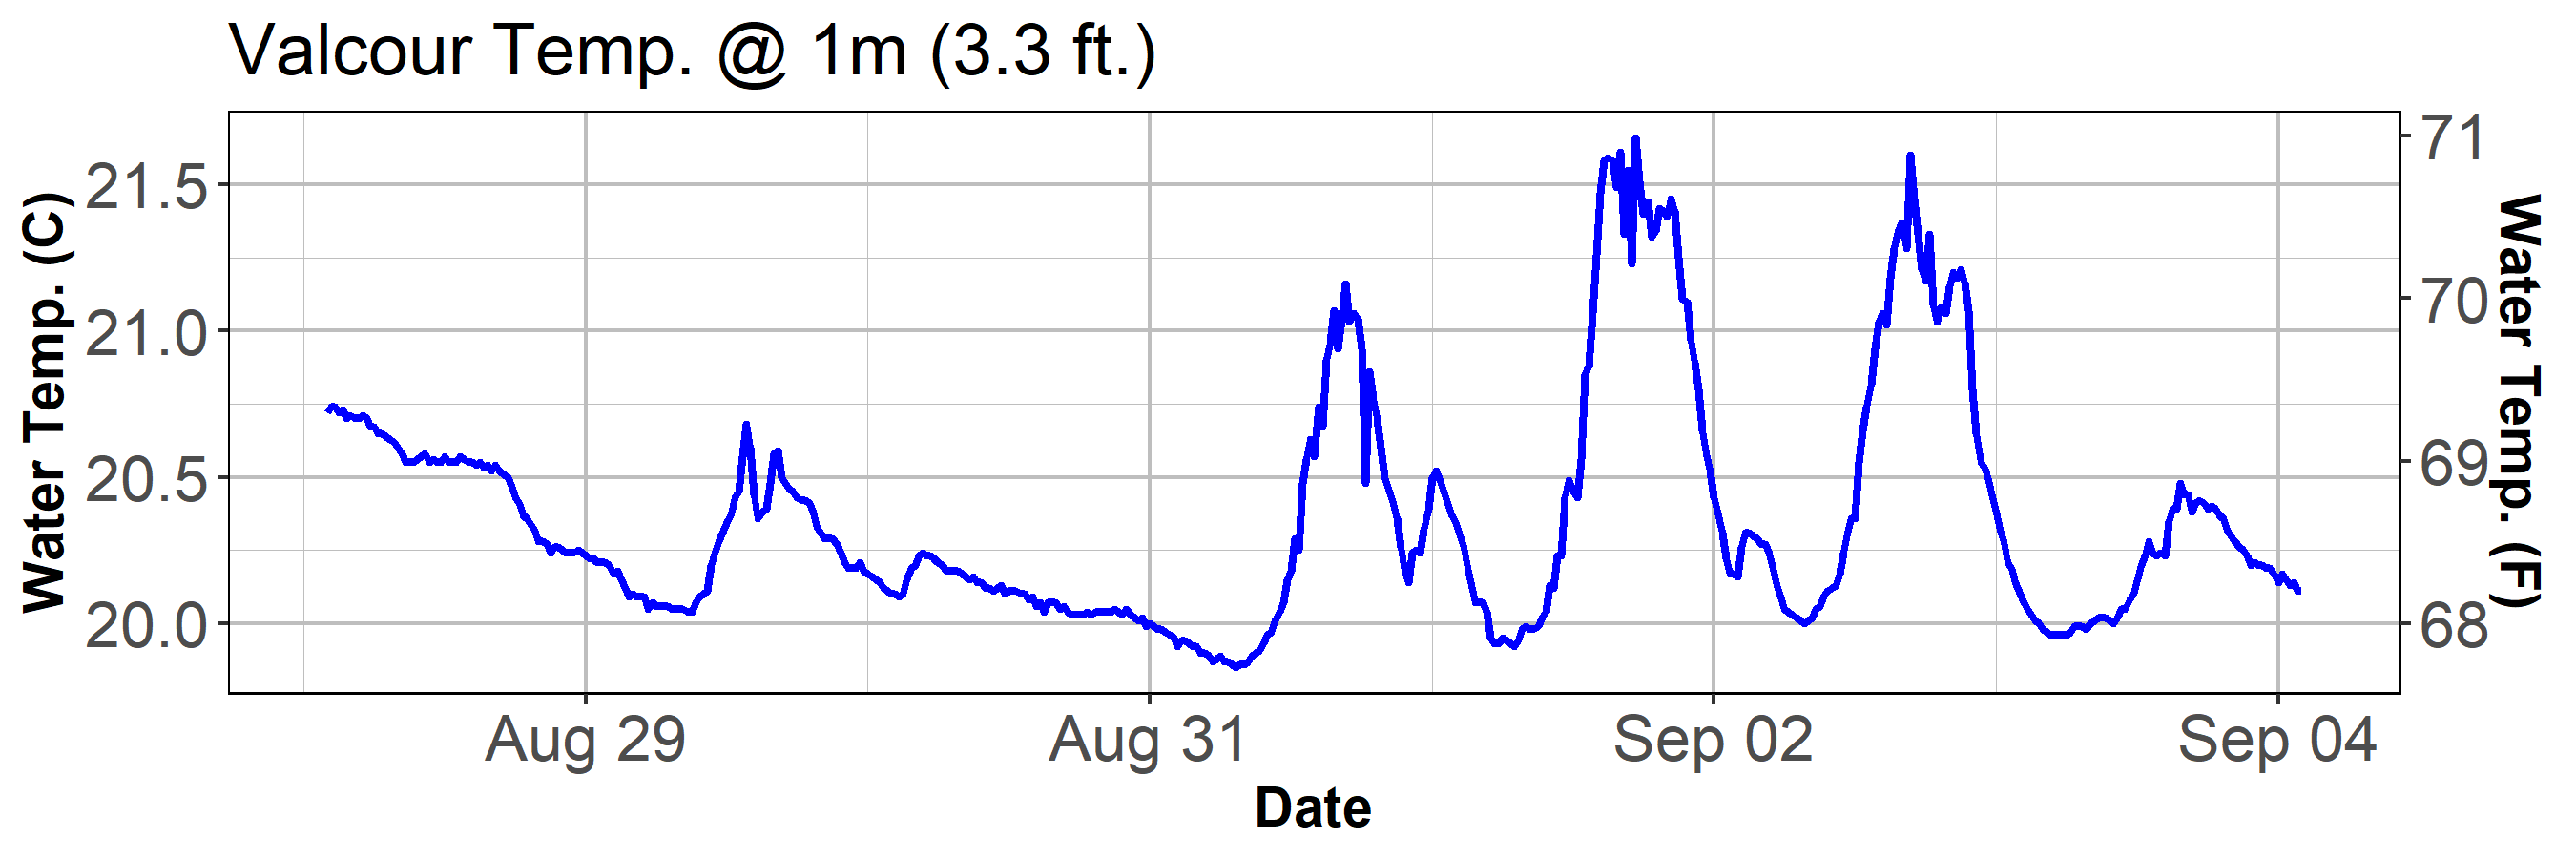 Valcour Temp. @ 1m (3.3 ft.)
Water Temp. (C)
21.5
21.0
20.5
20.0
71
70
69
68
Water Temp. (F)
Aug 29
Aug 31
Sep 02
Sep 04
Date